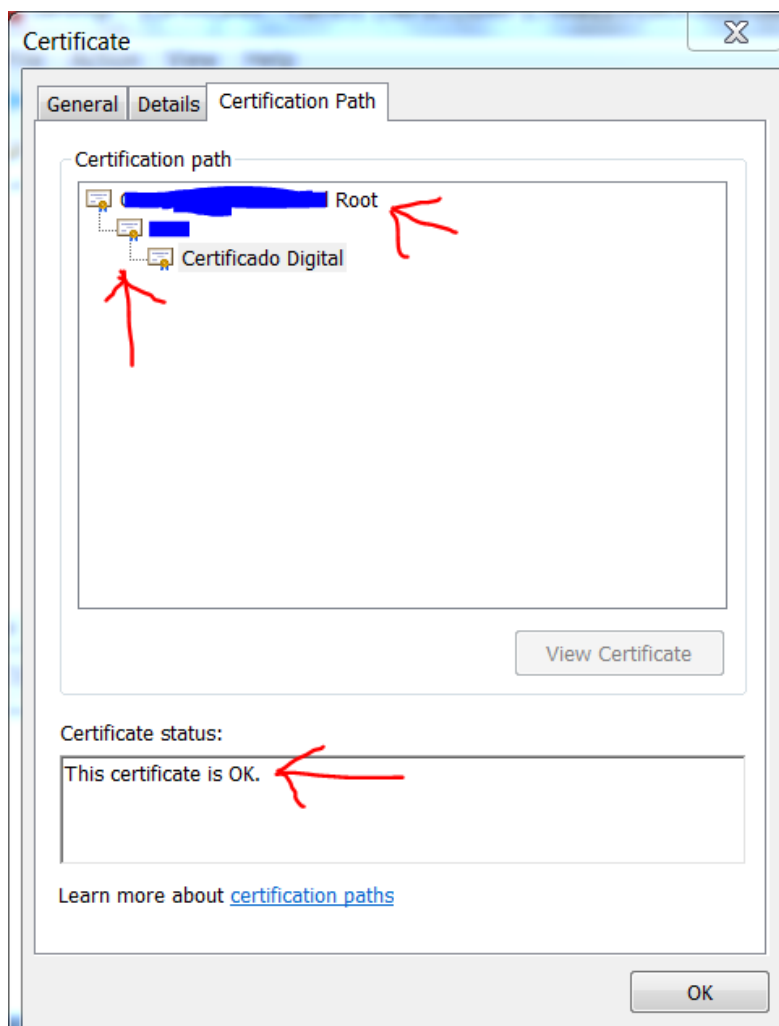 Certificate
General Details Certification Path
Certification path
Root
Certificado Digital
View Certificate
Certificate status:
This certificate is OK.
Learn more about certification paths
OK